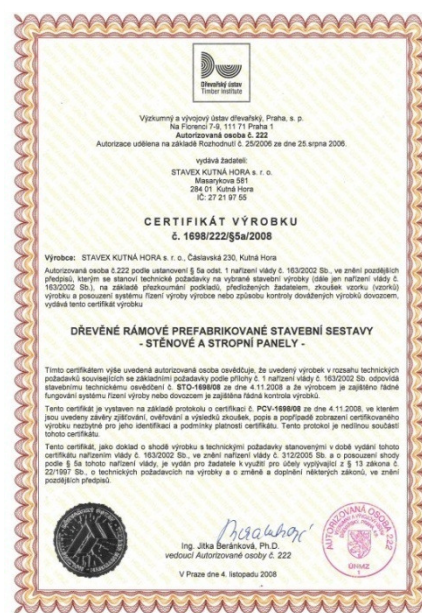 Dřevařský ústav
Timber Institute
Výzkumný a vývojový ústav dřevařský, Praha, s. p.
Na Florenci 7-9, 111 71 Praha 1
Autorizovaná osoba č. 222
Autorizace udělena na základě Rozhodnutí č. 25/2006 ze dne 25.srpna 2006.
vydává žadateli:
STAVEX KUTNÁ HORA s. r. o.
Masarykova 581
284 01 Kutná Hora
IČ: 27 21 97 55
CERTIFIKÁT VÝROBKU
č. 1698/222/§5a/2008
Výrobce: STAVEX KUTNÁ HORA s. r. o., Čáslavská 230, Kutná Hora
Autorizovaná osoba č.222 podle ustanovení § 5a odst. 1 nařízení vlády č. 163/2002 Sb., ve znění pozdějších
předpisů, kterým se stanoví technické požadavky na vybrané stavební výrobky (dále jen nařízení vlády č.
163/2002 Sb.), na základě přezkoumání podkladů, předložených žadatelem, zkoušek vzorku (vzorků)
výrobku a posouzení systému řízení výroby výrobce nebo způsobu kontroly dovážených výrobků dovozcem,
vydává tento certifikát výrobku
DŘEVĚNÉ RÁMOVÉ PREFABRIKOVANÉ STAVEBNÍ SESTAVY
- STĚNOVÉ A STROPNÍ PANELY -
Tímto certifikátem výše uvedená autorizovaná osoba osvědčuje, že uvedený výrobek v rozsahu technických
požadavků souvisejících se základními požadavky podle přílohy č. 1 nařízení vlády č. 163/2002 Sb. odpovídá
stavebnímu technickému osvědčení č. STO-1698/08 ze dne 4.11.2008 a že výrobcem je zajištěno řádné
fungování systému řízení výroby nebo dovozcem je zajištěna řádná kontrola výrobků.
Tento certifikát je vystaven na základě protokolu o certifikaci č. PCV-1698/08 ze dne 4.11.2008, ve kterém
jsou uvedeny závěry zjišťování, ověřování a výsledků zkoušek, popis a popřípadě zobrazení certifikovaného
výrobku nezbytné pro jeho identifikaci a podmínky platnosti certifikátu. Tento protokol je nedílnou součástí
tohoto certifikátu.
Tento certifikát, jako doklad o shodě výrobku s technickými požadavky stanovenými v době vydání tohoto
certifikátu nařízením vlády č. 163/2002 Sb., ve znění nařízení vlády č. 312/2005 Sb. a o posouzení shody
podle § 5a tohoto nařízení vlády, je vydán pro žadatele k využití pro účely vyplývající z § 13 zákona č.
22/1997 Sb., o technických požadavcích na výrobky a o změně a doplnění některých zákonů, ve znění
pozdějších předpisů.
Ing. Jitka Beránková, Ph.D.
vedoucí Autorizované osoby č. 222
V Praze dne 4. listopadu 2008
AUTORIZOVANÁ OSOBA 222
ÚNMZ
1